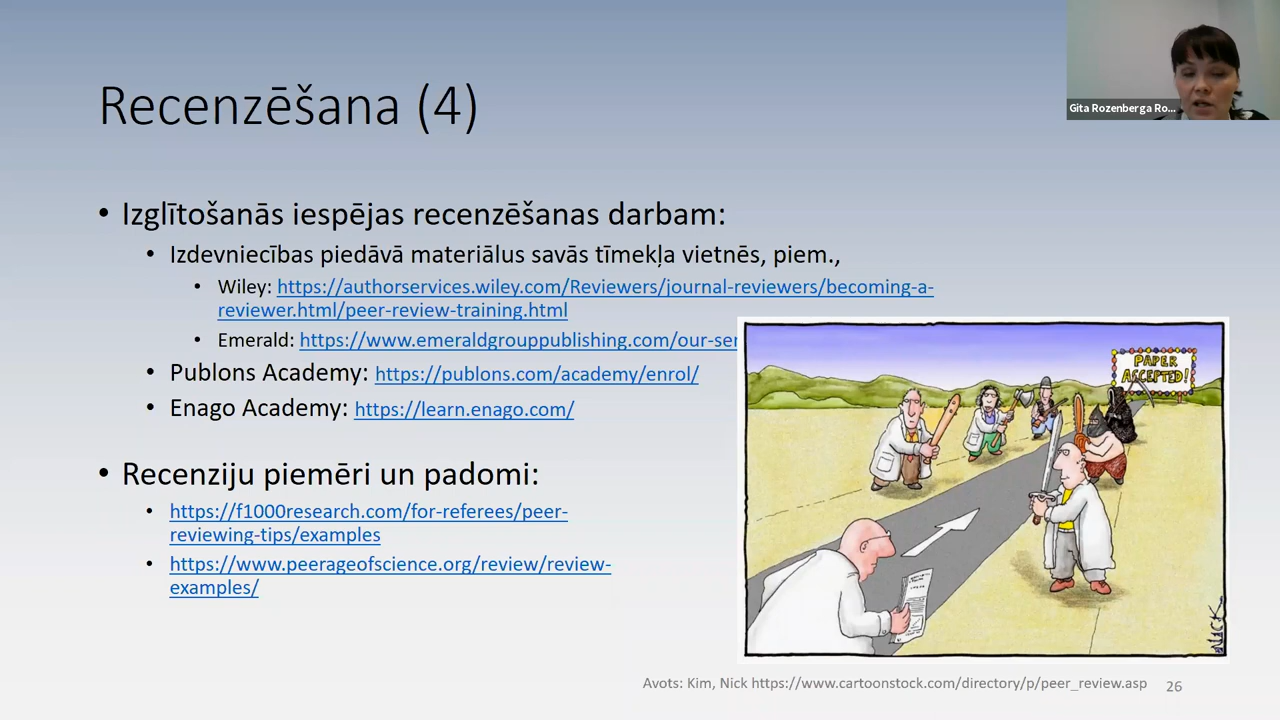 Gita Rozenberga Ro...
Recenzēšana (4)
• Izglītošanās iespējas recenzēšanas darbam:
• Izdevniecības piedāvā materiālus savās tīmekļa vietnēs, piem.,
• Wiley: https://authorservices.wiley.com/Reviewers/journal-reviewers/becoming-a-
reviewer.html/peer-review-training.html
• Emerald: https://www.emeraldgrouppublishing.com/our-ser
• Publons Academy: https://publons.com/academy/enrol/
• Enago Academy: https://learn.enago.com/
PAPER
ACCEPTED!
• Recenziju piemēri un padomi:
• https://f1000research.com/for-referees/peer-
reviewing-tips/examples
• https://www.peerageofscience.org/review/review-
examples/
NICK
Avots: Kim, Nick https://www.cartoonstock.com/directory/p/peer_review.asp
26